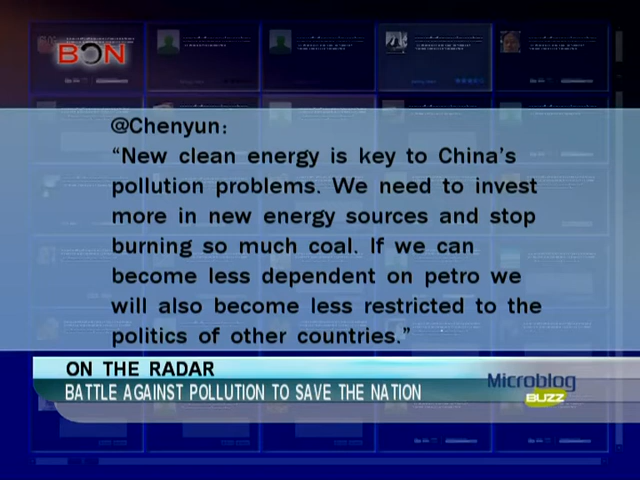 BON
@Chenyun:
“New clean energy is key to China’s
pollution problems. We need to invest
more in new energy sources and stop
burning so much coal. If we can
become less dependent on petro we
will also become less restricted to the
politics of other countries.”
ON THE RADAR
BATTLE AGAINST POLLUTION TO SAVE THE NATION
Microblog
BUZZ